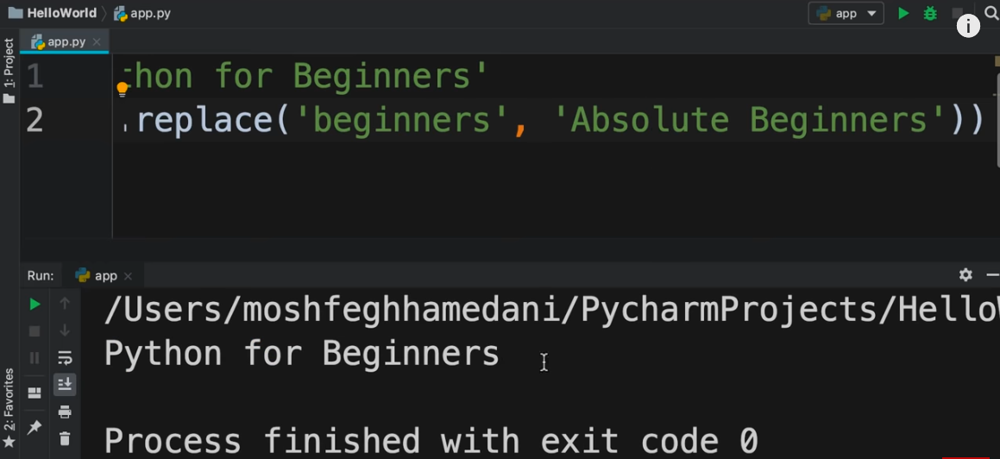 HelloWorld
app.py
app
app.py
1: Project
1 thon for Beginners'
2 .replace('beginners', 'Absolute Beginners'))
Run:
app
/Users/moshfeghhamedani/PycharmProjects/Hello
Python for Beginners
Process finished with exit code 0
2: Favorites